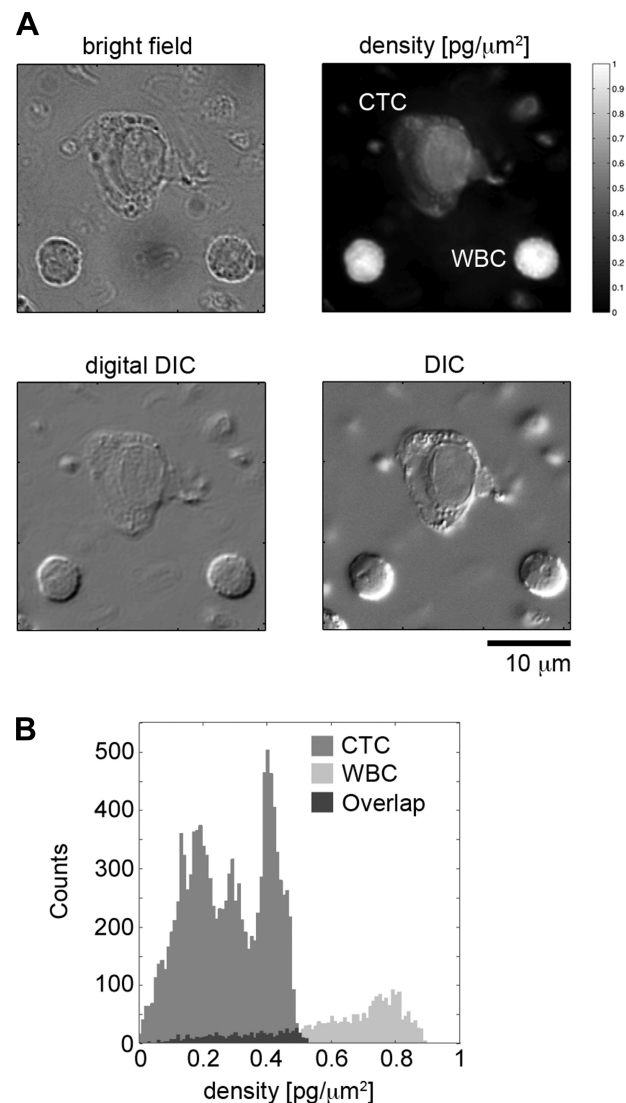 A
bright field
density [pg/μm²]
CTC
WBC
1
0.9
0.8
0.7
0.6
0.5
0.4
0.3
0.2
0.1
0
digital DIC
DIC
10 μm
B
500
400
300
200
100
0
Counts
CTC
WBC
Overlap
0 0.2 0.4 0.6 0.8 1
density [pg/μm²]